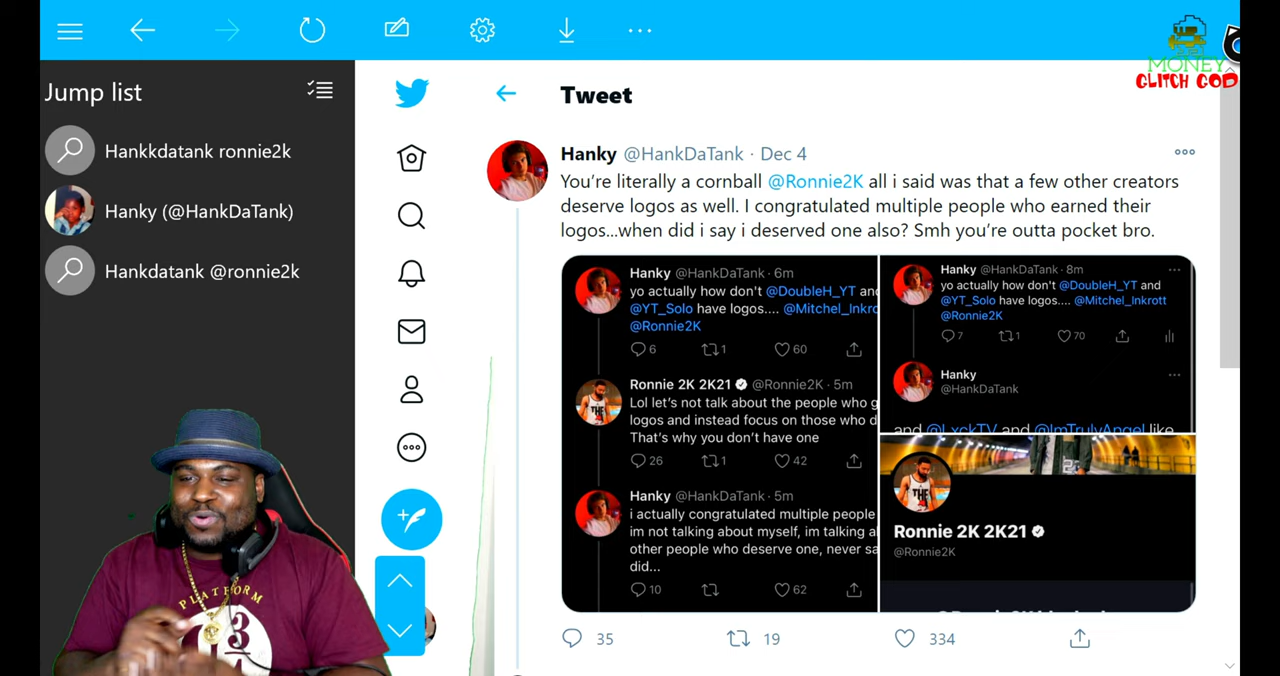 MONEY
GLITCH GOD
Jump list
Hankkdatank ronnie2k
Hanky (@HankDaTank)
Hankdatank @ronnie2k
Tweet
Hanky @HankDaTank · Dec 4
You’re literally a cornball @Ronnie2K all i said was that a few other creators
deserve logos as well. I congratulated multiple people who earned their
logos...when did i say i deserved one also? Smh you’re outta pocket bro.
Hanky @HankDaTank · 6m
yo actually how don't @DoubleH_YT and
@YT_Solo have logos.... @Mitchel_Inkro
@Ronnie2K
6 1 60
Ronnie 2K 2K21 @Ronnie2K · 5m
Lol let’s not talk about the people who g
logos and instead focus on those who d
That’s why you don’t have one
26 1 42
Hanky @HankDaTank · 5m
i actually congratulated multiple people
im not talking about myself, im talking a
other people who deserve one, never sa
did...
10 62
Hanky @HankDaTank · 8m
yo actually how don't @DoubleH_YT and
@YT_Solo have logos.... @Mitchel_Inkrott
@Ronnie2K
7 1 70
Hanky
@HankDaTank
and @LxckTV and @ImTrulyAngel like
THE
Ronnie 2K 2K21
@Ronnie2K
35 19 334
PLATFORM
3